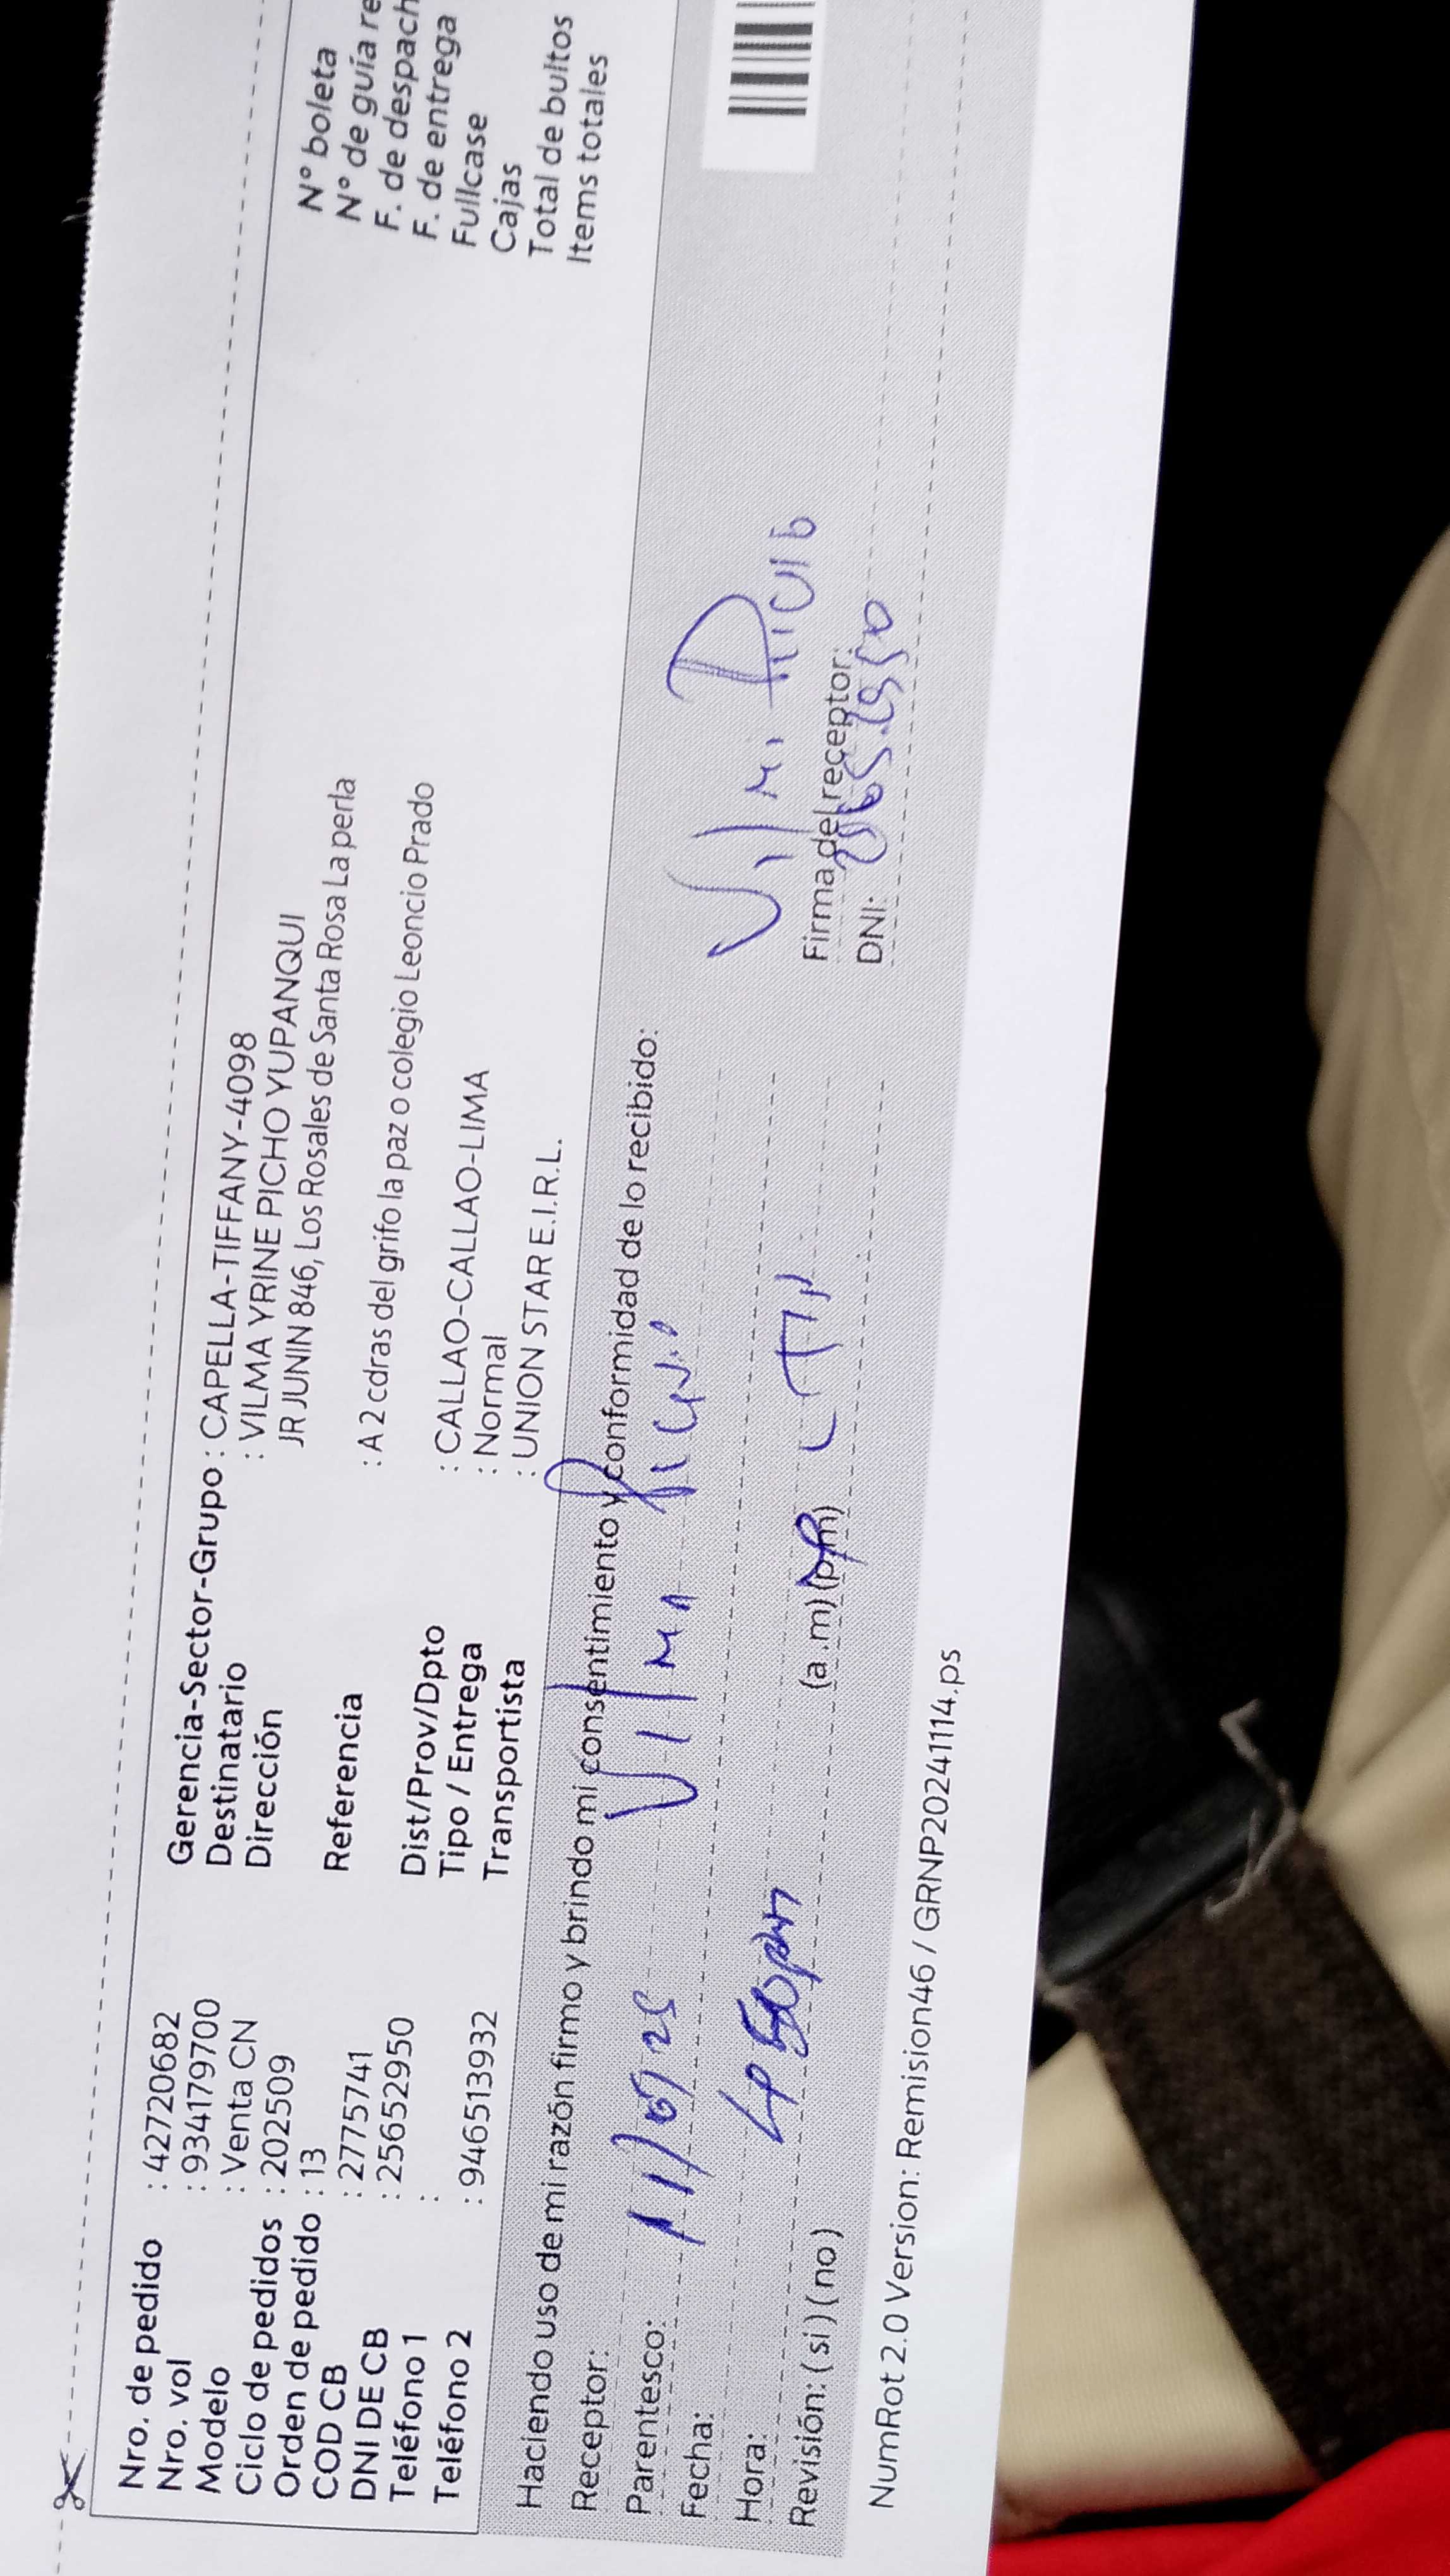 Nro. de pedido : 42720682
Nro. vol : 9341179700
Modelo : Venta CN
Ciclo de pedidos : 202509
Orden de pedido : 13
COD CB : 2775741
DNI DE CB : 25652950
Teléfono 1 :
Teléfono 2 : 946513932
Gerencia-Sector-Grupo : CAPELLA-TIFFANY-4098
Destinatario : VILMA YRINE PICHO YUPANQUI
Dirección JR JUNIN 846, Los Rosales de Santa Rosa La perla
Referencia : A 2 cdras del grifo la paz o colegio Leoncio Prado
Dist/Prov/Dpto : CALLAO-CALLAO-LIMA
Tipo / Entrega : Normal
Transportista : UNION STAR E.I.R.L.
N° boleta
N° de guía re
F. de despach
F. de entrega
Fullcase
Cajas
Total de bultos
Items totales
Haciendo uso de mi razón firmo y brindo mi consentimiento y conformidad de lo recibido:
Receptor: Vilma
Parentesco:
Fecha: 11/09/25
Hora: 4:50pm (a.m) (p.m)
Revisión: (si) (no)
Firma del receptor:
DNI:
NumRot 2.0 Version: Remision46 / GRNP20241114.ps